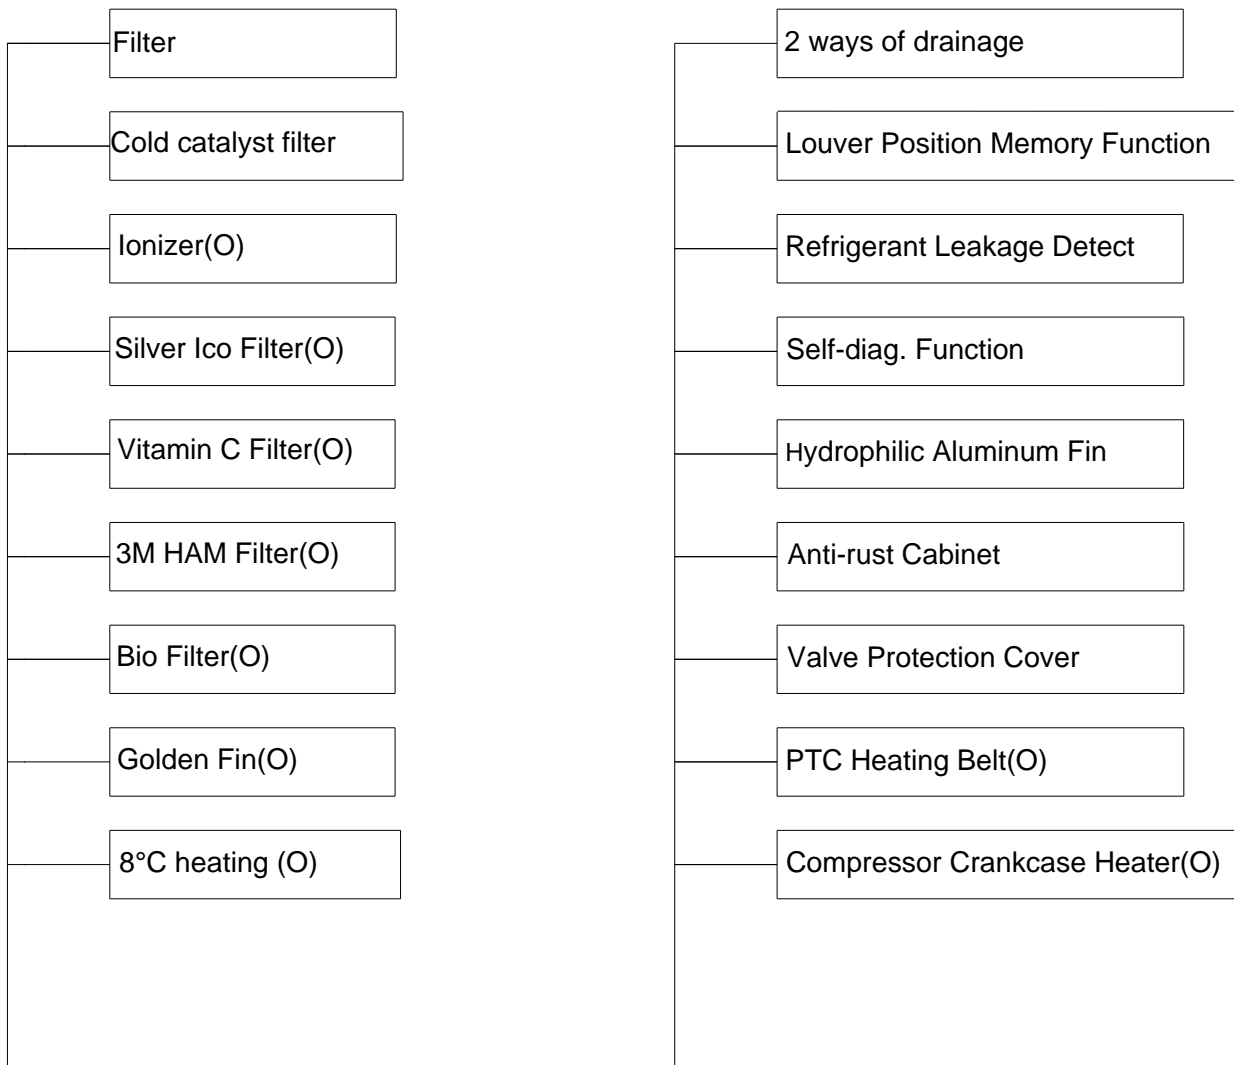 Filter
Cold catalyst filter
Ionizer(O)
Silver Ico Filter(O)
Vitamin C Filter(O)
3M HAM Filter(O)
Bio Filter(O)
Golden Fin(O)
8°C heating (O)
2 ways of drainage
Louver Position Memory Function
Refrigerant Leakage Detect
Self-diag. Function
Hydrophilic Aluminum Fin
Anti-rust Cabinet
Valve Protection Cover
PTC Heating Belt(O)
Compressor Crankcase Heater(O)